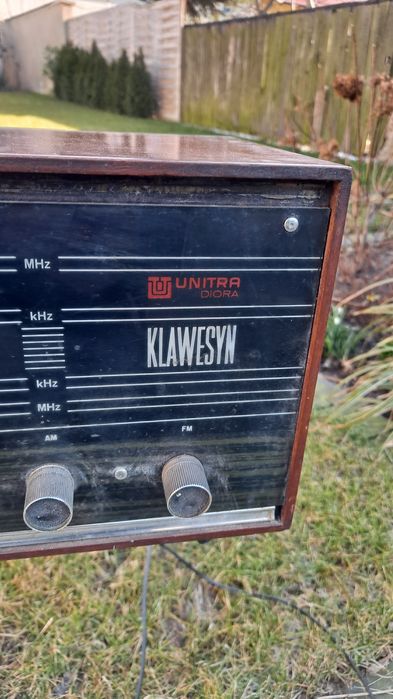 MHz
UNITRA
DIORA
kHz
KLAWESYN
kHz
MHz
AM FM